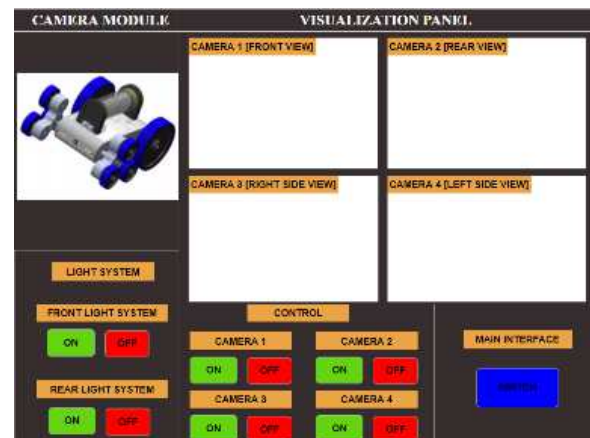 CAMERA MODULE
VISUALIZATION PANEL
CAMERA 1 [FRONT VIEW]
CAMERA 2 [REAR VIEW]
CAMERA 3 [RIGHT SIDE VIEW]
CAMERA 4 [LEFT SIDE VIEW]
LIGHT SYSTEM
FRONT LIGHT SYSTEM
ON OFF
REAR LIGHT SYSTEM
ON OFF
CONTROL
CAMERA 1
CAMERA 2
ON OFF
ON OFF
CAMERA 3
CAMERA 4
ON OFF
ON OFF
MAIN INTERFACE